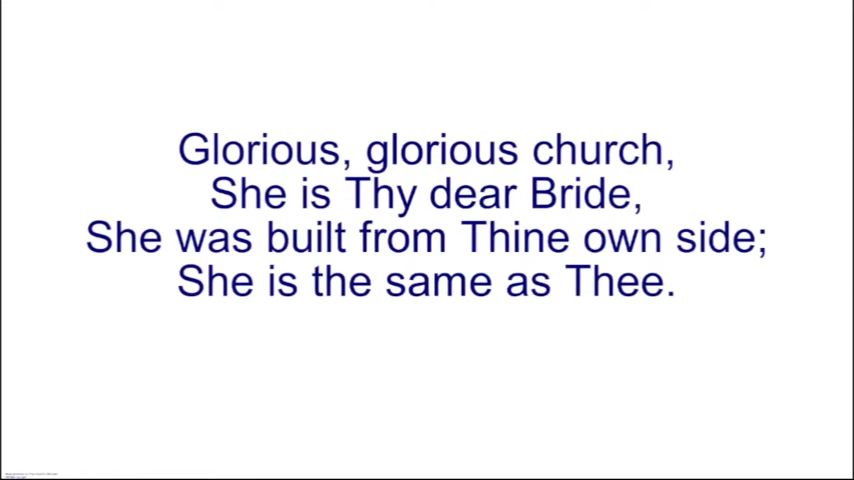 Glorious, glorious church,
She is Thy dear Bride,
She was built from Thine own side;
She is the same as Thee.